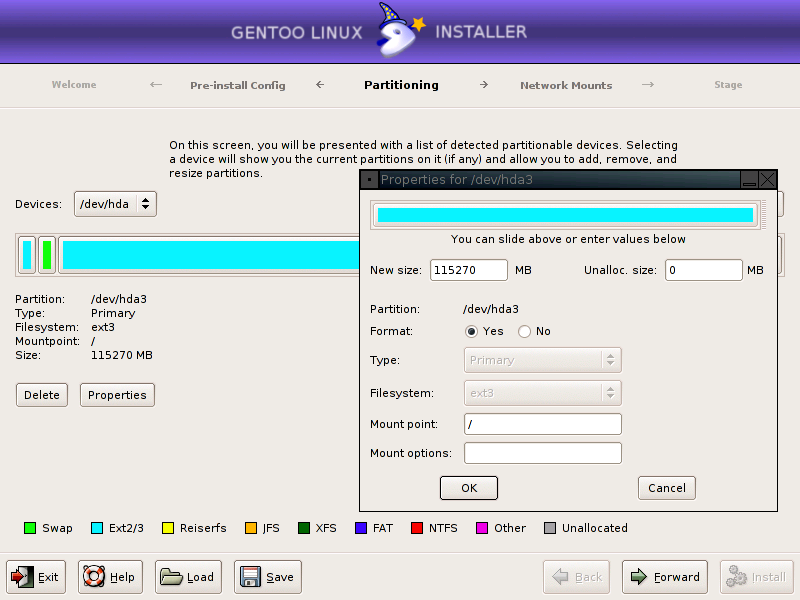 GENTOO LINUX INSTALLER
Welcome ← Pre-install Config ← Partitioning → Network Mounts → Stage
On this screen, you will be presented with a list of detected partitionable devices. Selecting
a device will show you the current partitions on it (if any) and allow you to add, remove, and
resize partitions.
Devices: /dev/hda
Partition: /dev/hda3
Type: Primary
Filesystem: ext3
Mountpoint: /
Size: 115270 MB
Delete Properties
Properties for /dev/hda3
You can slide above or enter values below
New size: 115270 MB Unalloc. size: 0 MB
Partition: /dev/hda3
Format: Yes No
Type: Primary
Filesystem: ext3
Mount point: /
Mount options:
OK Cancel
Swap Ext2/3 Reiserfs JFS XFS FAT NTFS Other Unallocated
Exit Help Load Save Back Forward Install